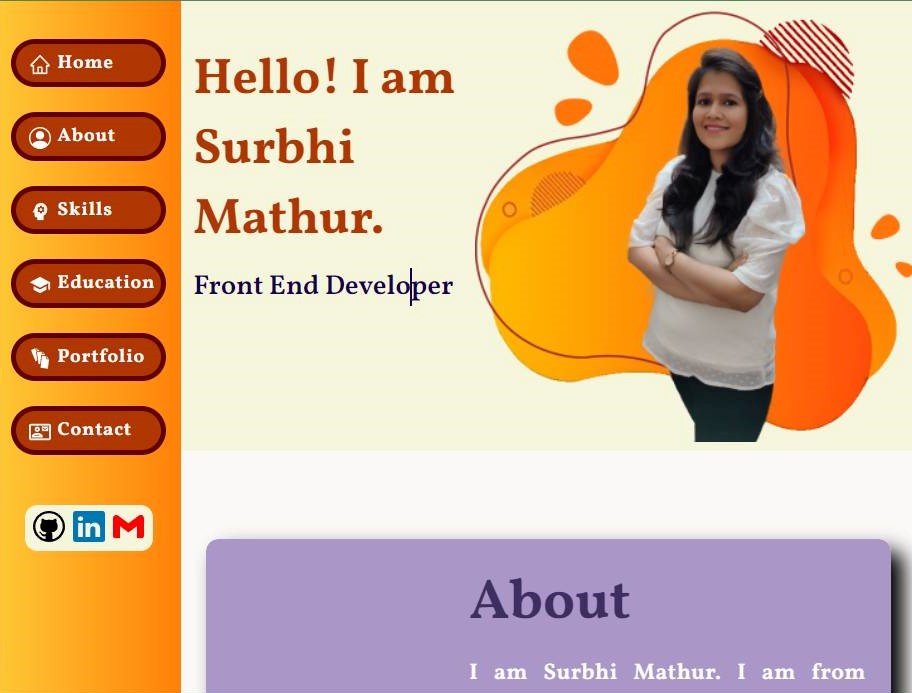 Home
About
Skills
Education
Portfolio
Contact
in
Hello! I am
Surbhi
Mathur.
Front End Developer
About
I am Surbhi Mathur. I am from